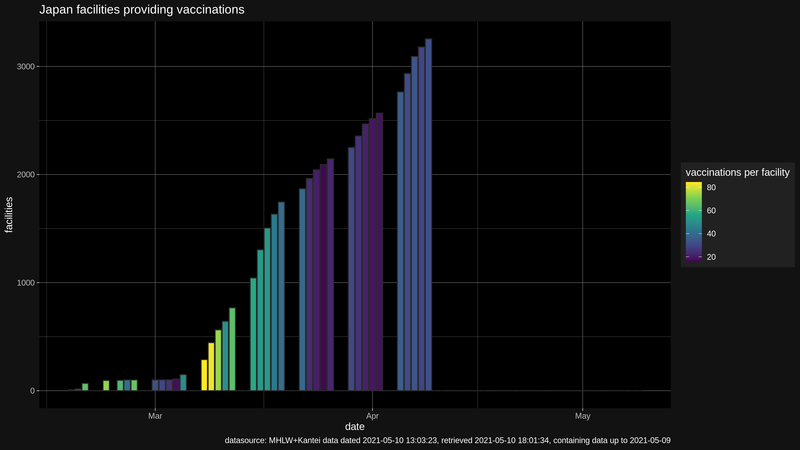 Japan facilities providing vaccinations
facilities
3000
2000
1000
0
Mar
Apr
May
date
vaccinations per facility
80
60
40
20
datasource: MHLW+Kantei data dated 2021-05-10 13:03:23, retrieved 2021-05-10 18:01:34, containing data up to 2021-05-09